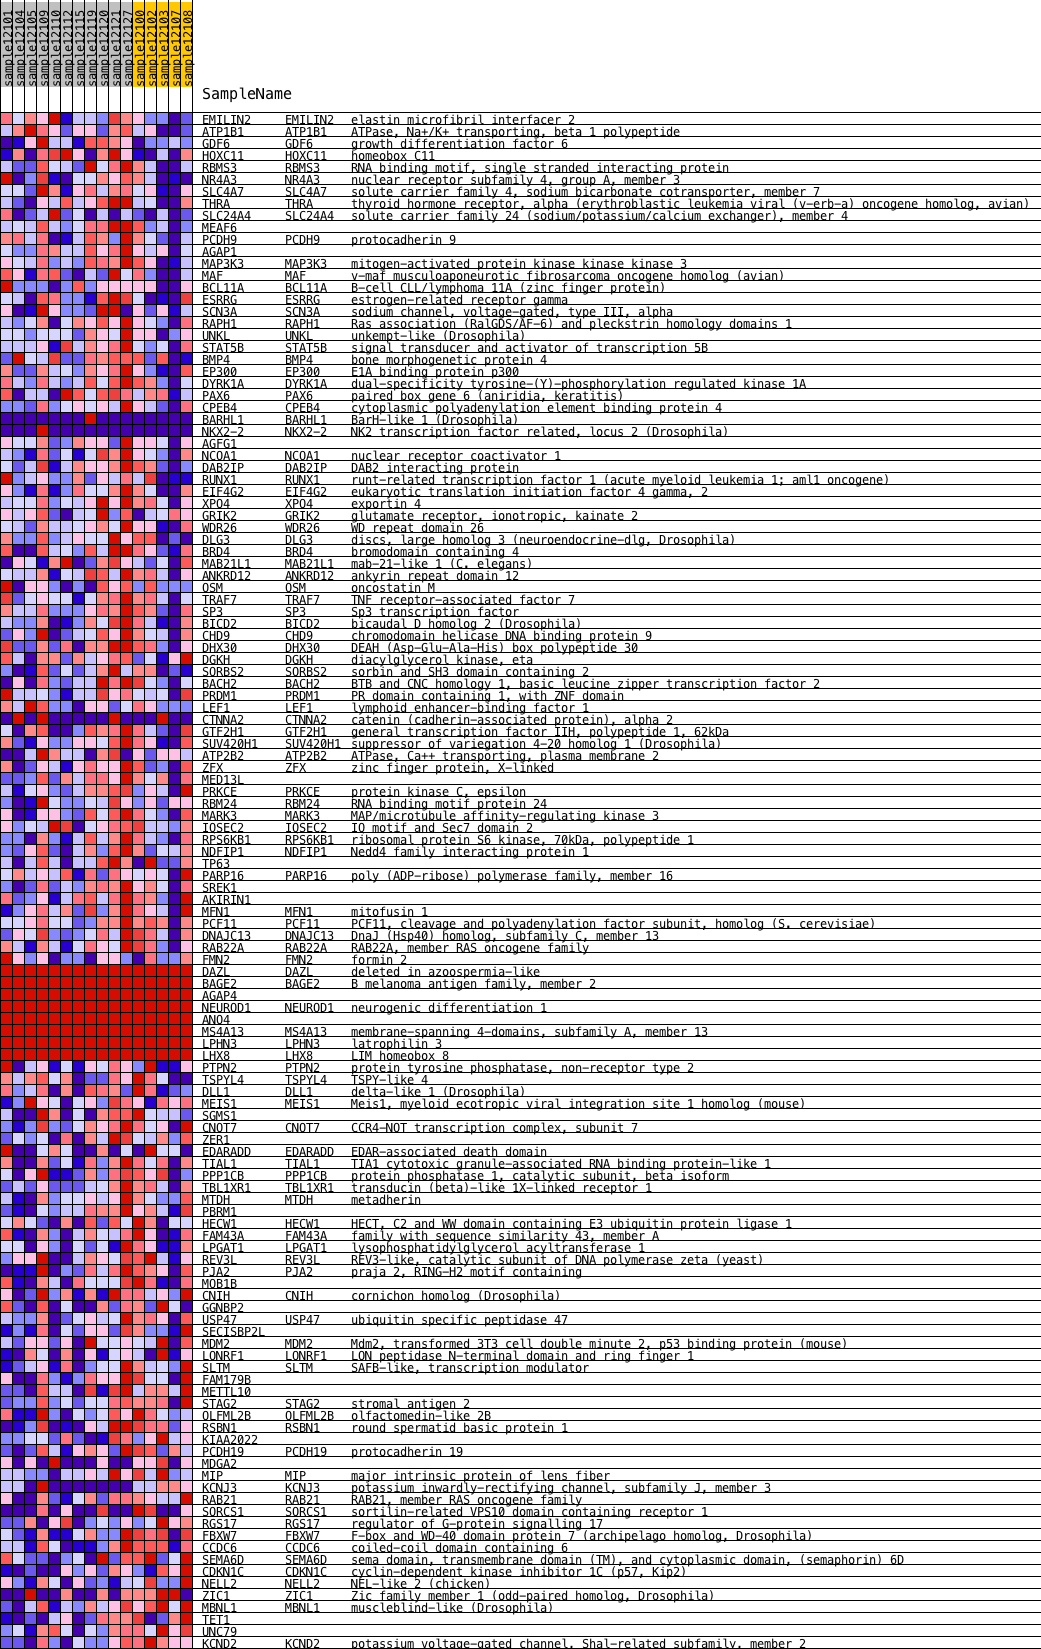 sample12101 sample12104 sample12105 sample12109 sample12110 sample12112 sample12115 sample12119 sample12120 sample12121 sample12127 sample12100 sample12102 sample12103 sample12107 sample12108
SampleName
EMILIN2 EMILIN2 elastin microfibril interfacer 2
ATP1B1 ATP1B1 ATPase, Na+/K+ transporting, beta 1 polypeptide
GDF6 GDF6 growth differentiation factor 6
HOXC11 HOXC11 homeobox C11
RBMS3 RBMS3 RNA binding motif, single stranded interacting protein
NR4A3 NR4A3 nuclear receptor subfamily 4, group A, member 3
SLC4A7 SLC4A7 solute carrier family 4, sodium bicarbonate cotransporter, member 7
THRA THRA thyroid hormone receptor, alpha (erythroblastic leukemia viral (v-erb-a) oncogene homolog, avian)
SLC24A4 SLC24A4 solute carrier family 24 (sodium/potassium/calcium exchanger), member 4
MEAF6
PCDH9 PCDH9 protocadherin 9
AGAP1
MAP3K3 MAP3K3 mitogen-activated protein kinase kinase kinase 3
MAF MAF v-maf musculoaponeurotic fibrosarcoma oncogene homolog (avian)
BCL11A BCL11A B-cell CLL/lymphoma 11A (zinc finger protein)
ESRRG ESRRG estrogen-related receptor gamma
SCN3A SCN3A sodium channel, voltage-gated, type III, alpha
RAPH1 RAPH1 Ras association (RalGDS/AF-6) and pleckstrin homology domains 1
UNKL UNKL unkempt-like (Drosophila)
STAT5B STAT5B signal transducer and activator of transcription 5B
BMP4 BMP4 bone morphogenetic protein 4
EP300 EP300 E1A binding protein p300
DYRK1A DYRK1A dual-specificity tyrosine-(Y)-phosphorylation regulated kinase 1A
PAX6 PAX6 paired box gene 6 (aniridia, keratitis)
CPEB4 CPEB4 cytoplasmic polyadenylation element binding protein 4
BARHL1 BARHL1 BarH-like 1 (Drosophila)
NKX2-2 NKX2-2 NK2 transcription factor related, locus 2 (Drosophila)
AGFG1
NCOA1 NCOA1 nuclear receptor coactivator 1
DAB2IP DAB2IP DAB2 interacting protein
RUNX1 RUNX1 runt-related transcription factor 1 (acute myeloid leukemia 1; aml1 oncogene)
EIF4G2 EIF4G2 eukaryotic translation initiation factor 4 gamma, 2
XPO4 XPO4 exportin 4
GRIK2 GRIK2 glutamate receptor, ionotropic, kainate 2
WDR26 WDR26 WD repeat domain 26
DLG3 DLG3 discs, large homolog 3 (neuroendocrine-dlg, Drosophila)
BRD4 BRD4 bromodomain containing 4
MAB21L1 MAB21L1 mab-21-like 1 (C. elegans)
ANKRD12 ANKRD12 ankyrin repeat domain 12
OSM OSM oncostatin M
TRAF7 TRAF7 TNF receptor-associated factor 7
SP3 SP3 Sp3 transcription factor
BICD2 BICD2 bicaudal D homolog 2 (Drosophila)
CHD9 CHD9 chromodomain helicase DNA binding protein 9
DHX30 DHX30 DEAH (Asp-Glu-Ala-His) box polypeptide 30
DGKH DGKH diacylglycerol kinase, eta
SORBS2 SORBS2 sorbin and SH3 domain containing 2
BACH2 BACH2 BTB and CNC homology 1, basic leucine zipper transcription factor 2
PRDM1 PRDM1 PR domain containing 1, with ZNF domain
LEF1 LEF1 lymphoid enhancer-binding factor 1
CTNNA2 CTNNA2 catenin (cadherin-associated protein), alpha 2
GTF2H1 GTF2H1 general transcription factor IIH, polypeptide 1, 62kDa
SUV420H1 SUV420H1 suppressor of variegation 4-20 homolog 1 (Drosophila)
ATP2B2 ATP2B2 ATPase, Ca++ transporting, plasma membrane 2
ZFX ZFX zinc finger protein, X-linked
MED13L
PRKCE PRKCE protein kinase C, epsilon
RBM24 RBM24 RNA binding motif protein 24
MARK3 MARK3 MAP/microtubule affinity-regulating kinase 3
IQSEC2 IQSEC2 IQ motif and Sec7 domain 2
RPS6KB1 RPS6KB1 ribosomal protein S6 kinase, 70kDa, polypeptide 1
NDFIP1 NDFIP1 Nedd4 family interacting protein 1
TP63
PARP16 PARP16 poly (ADP-ribose) polymerase family, member 16
SREK1
AKIRIN1
MFN1 MFN1 mitofusin 1
PCF11 PCF11 PCF11, cleavage and polyadenylation factor subunit, homolog (S. cerevisiae)
DNAJC13 DNAJC13 DnaJ (Hsp40) homolog, subfamily C, member 13
RAB22A RAB22A RAB22A, member RAS oncogene family
FMN2 FMN2 formin 2
DAZL DAZL deleted in azoospermia-like
BAGE2 BAGE2 B melanoma antigen family, member 2
AGAP4
NEUROD1 NEUROD1 neurogenic differentiation 1
ANO4
MS4A13 MS4A13 membrane-spanning 4-domains, subfamily A, member 13
LPHN3 LPHN3 latrophilin 3
LHX8 LHX8 LIM homeobox 8
PTPN2 PTPN2 protein tyrosine phosphatase, non-receptor type 2
TSPYL4 TSPYL4 TSPY-like 4
DLL1 DLL1 delta-like 1 (Drosophila)
MEIS1 MEIS1 Meis1, myeloid ecotropic viral integration site 1 homolog (mouse)
SGMS1
CNOT7 CNOT7 CCR4-NOT transcription complex, subunit 7
ZER1
EDARADD EDARADD EDAR-associated death domain
TIAL1 TIAL1 TIA1 cytotoxic granule-associated RNA binding protein-like 1
PPP1CB PPP1CB protein phosphatase 1, catalytic subunit, beta isoform
TBL1XR1 TBL1XR1 transducin (beta)-like 1X-linked receptor 1
MTDH MTDH metadherin
PBRM1
HECW1 HECW1 HECT, C2 and WW domain containing E3 ubiquitin protein ligase 1
FAM43A FAM43A family with sequence similarity 43, member A
LPGAT1 LPGAT1 lysophosphatidylglycerol acyltransferase 1
REV3L REV3L REV3-like, catalytic subunit of DNA polymerase zeta (yeast)
PJA2 PJA2 praja 2, RING-H2 motif containing
MOB1B
CNIH CNIH cornichon homolog (Drosophila)
GGNBP2
USP47 USP47 ubiquitin specific peptidase 47
SECISBP2L
MDM2 MDM2 Mdm2, transformed 3T3 cell double minute 2, p53 binding protein (mouse)
LONRF1 LONRF1 LON peptidase N-terminal domain and ring finger 1
SLTM SLTM SAFB-like, transcription modulator
FAM179B
METTL10
STAG2 STAG2 stromal antigen 2
OLFML2B OLFML2B olfactomedin-like 2B
RSBN1 RSBN1 round spermatid basic protein 1
KIAA2022
PCDH19 PCDH19 protocadherin 19
MDGA2
MIP MIP major intrinsic protein of lens fiber
KCNJ3 KCNJ3 potassium inwardly-rectifying channel, subfamily J, member 3
RAB21 RAB21 RAB21, member RAS oncogene family
SORCS1 SORCS1 sortilin-related VPS10 domain containing receptor 1
RGS17 RGS17 regulator of G-protein signalling 17
FBXW7 FBXW7 F-box and WD-40 domain protein 7 (archipelago homolog, Drosophila)
CCDC6 CCDC6 coiled-coil domain containing 6
SEMA6D SEMA6D sema domain, transmembrane domain (TM), and cytoplasmic domain, (semaphorin) 6D
CDKN1C CDKN1C cyclin-dependent kinase inhibitor 1C (p57, Kip2)
NELL2 NELL2 NEL-like 2 (chicken)
ZIC1 ZIC1 Zic family member 1 (odd-paired homolog, Drosophila)
MBNL1 MBNL1 muscleblind-like (Drosophila)
TET1
UNC79
KCND2 KCND2 potassium voltage-gated channel, Shal-related subfamily, member 2